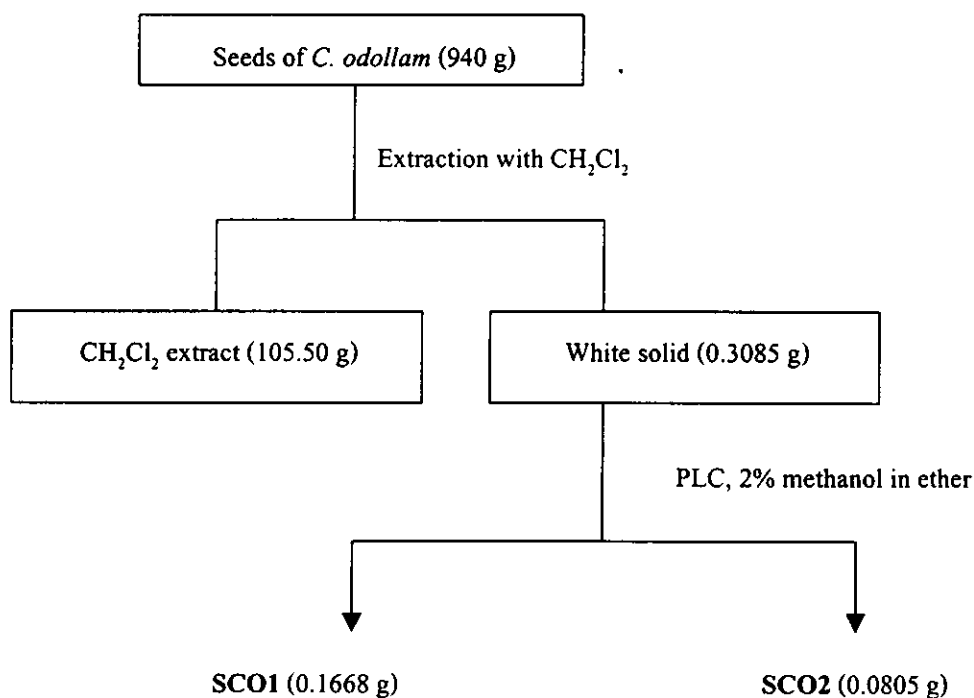 Seeds of C. odollam (940 g)
Extraction with CH₂Cl₂
CH₂Cl₂ extract (105.50 g)
White solid (0.3085 g)
PLC, 2% methanol in ether
SCO1 (0.1668 g)
SCO2 (0.0805 g)